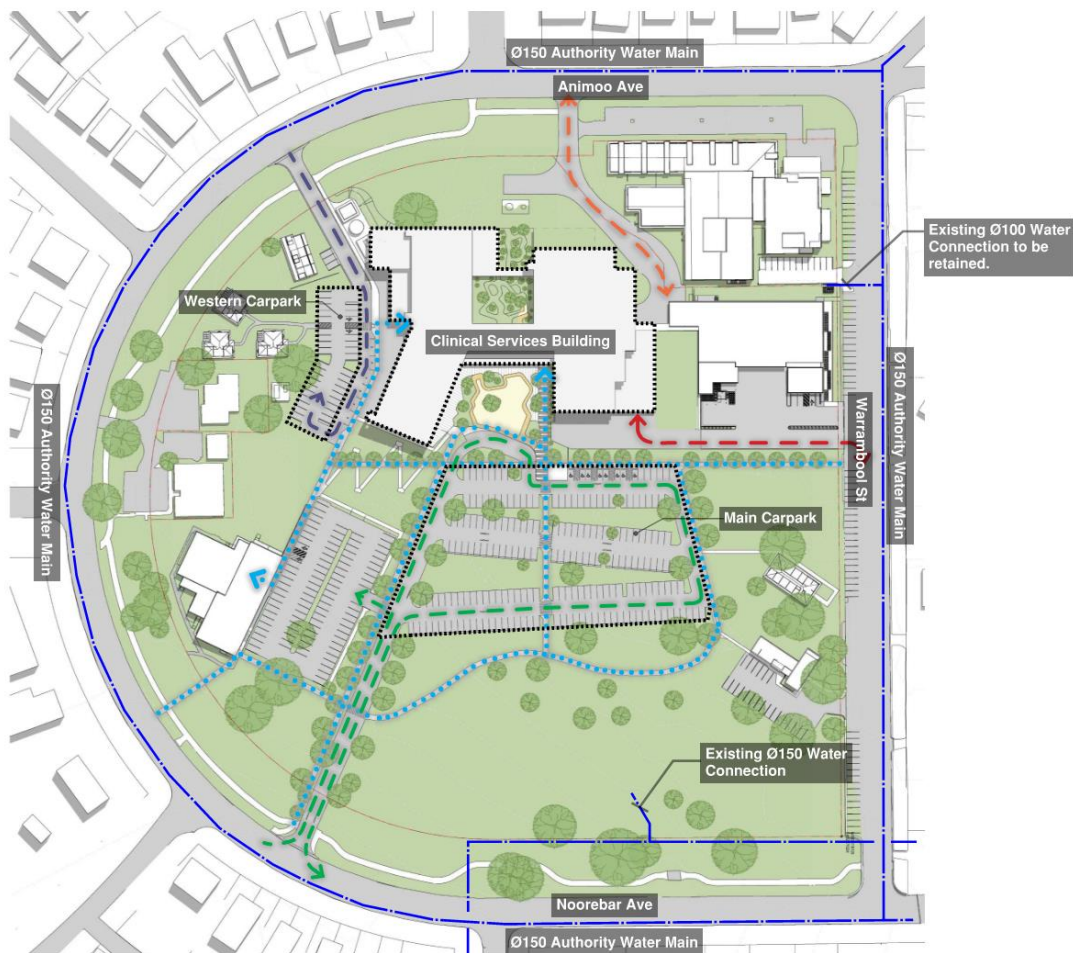 Ø150 Authority Water Main
Animoo Ave
Existing Ø100 Water
Connection to be
retained.
Western Carpark
Clinical Services Building
Ø150 Authority Water Main
Warrambool St
Ø150 Authority Water Main
Main Carpark
Existing Ø150 Water
Connection
Noorebar Ave
Ø150 Authority Water Main